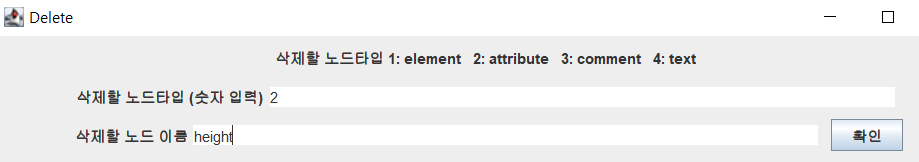 Delete
삭제할 노드타입 1: element 2: attribute 3: comment 4: text
삭제할 노드타입 (숫자 입력) 2
삭제할 노드 이름 height 확인